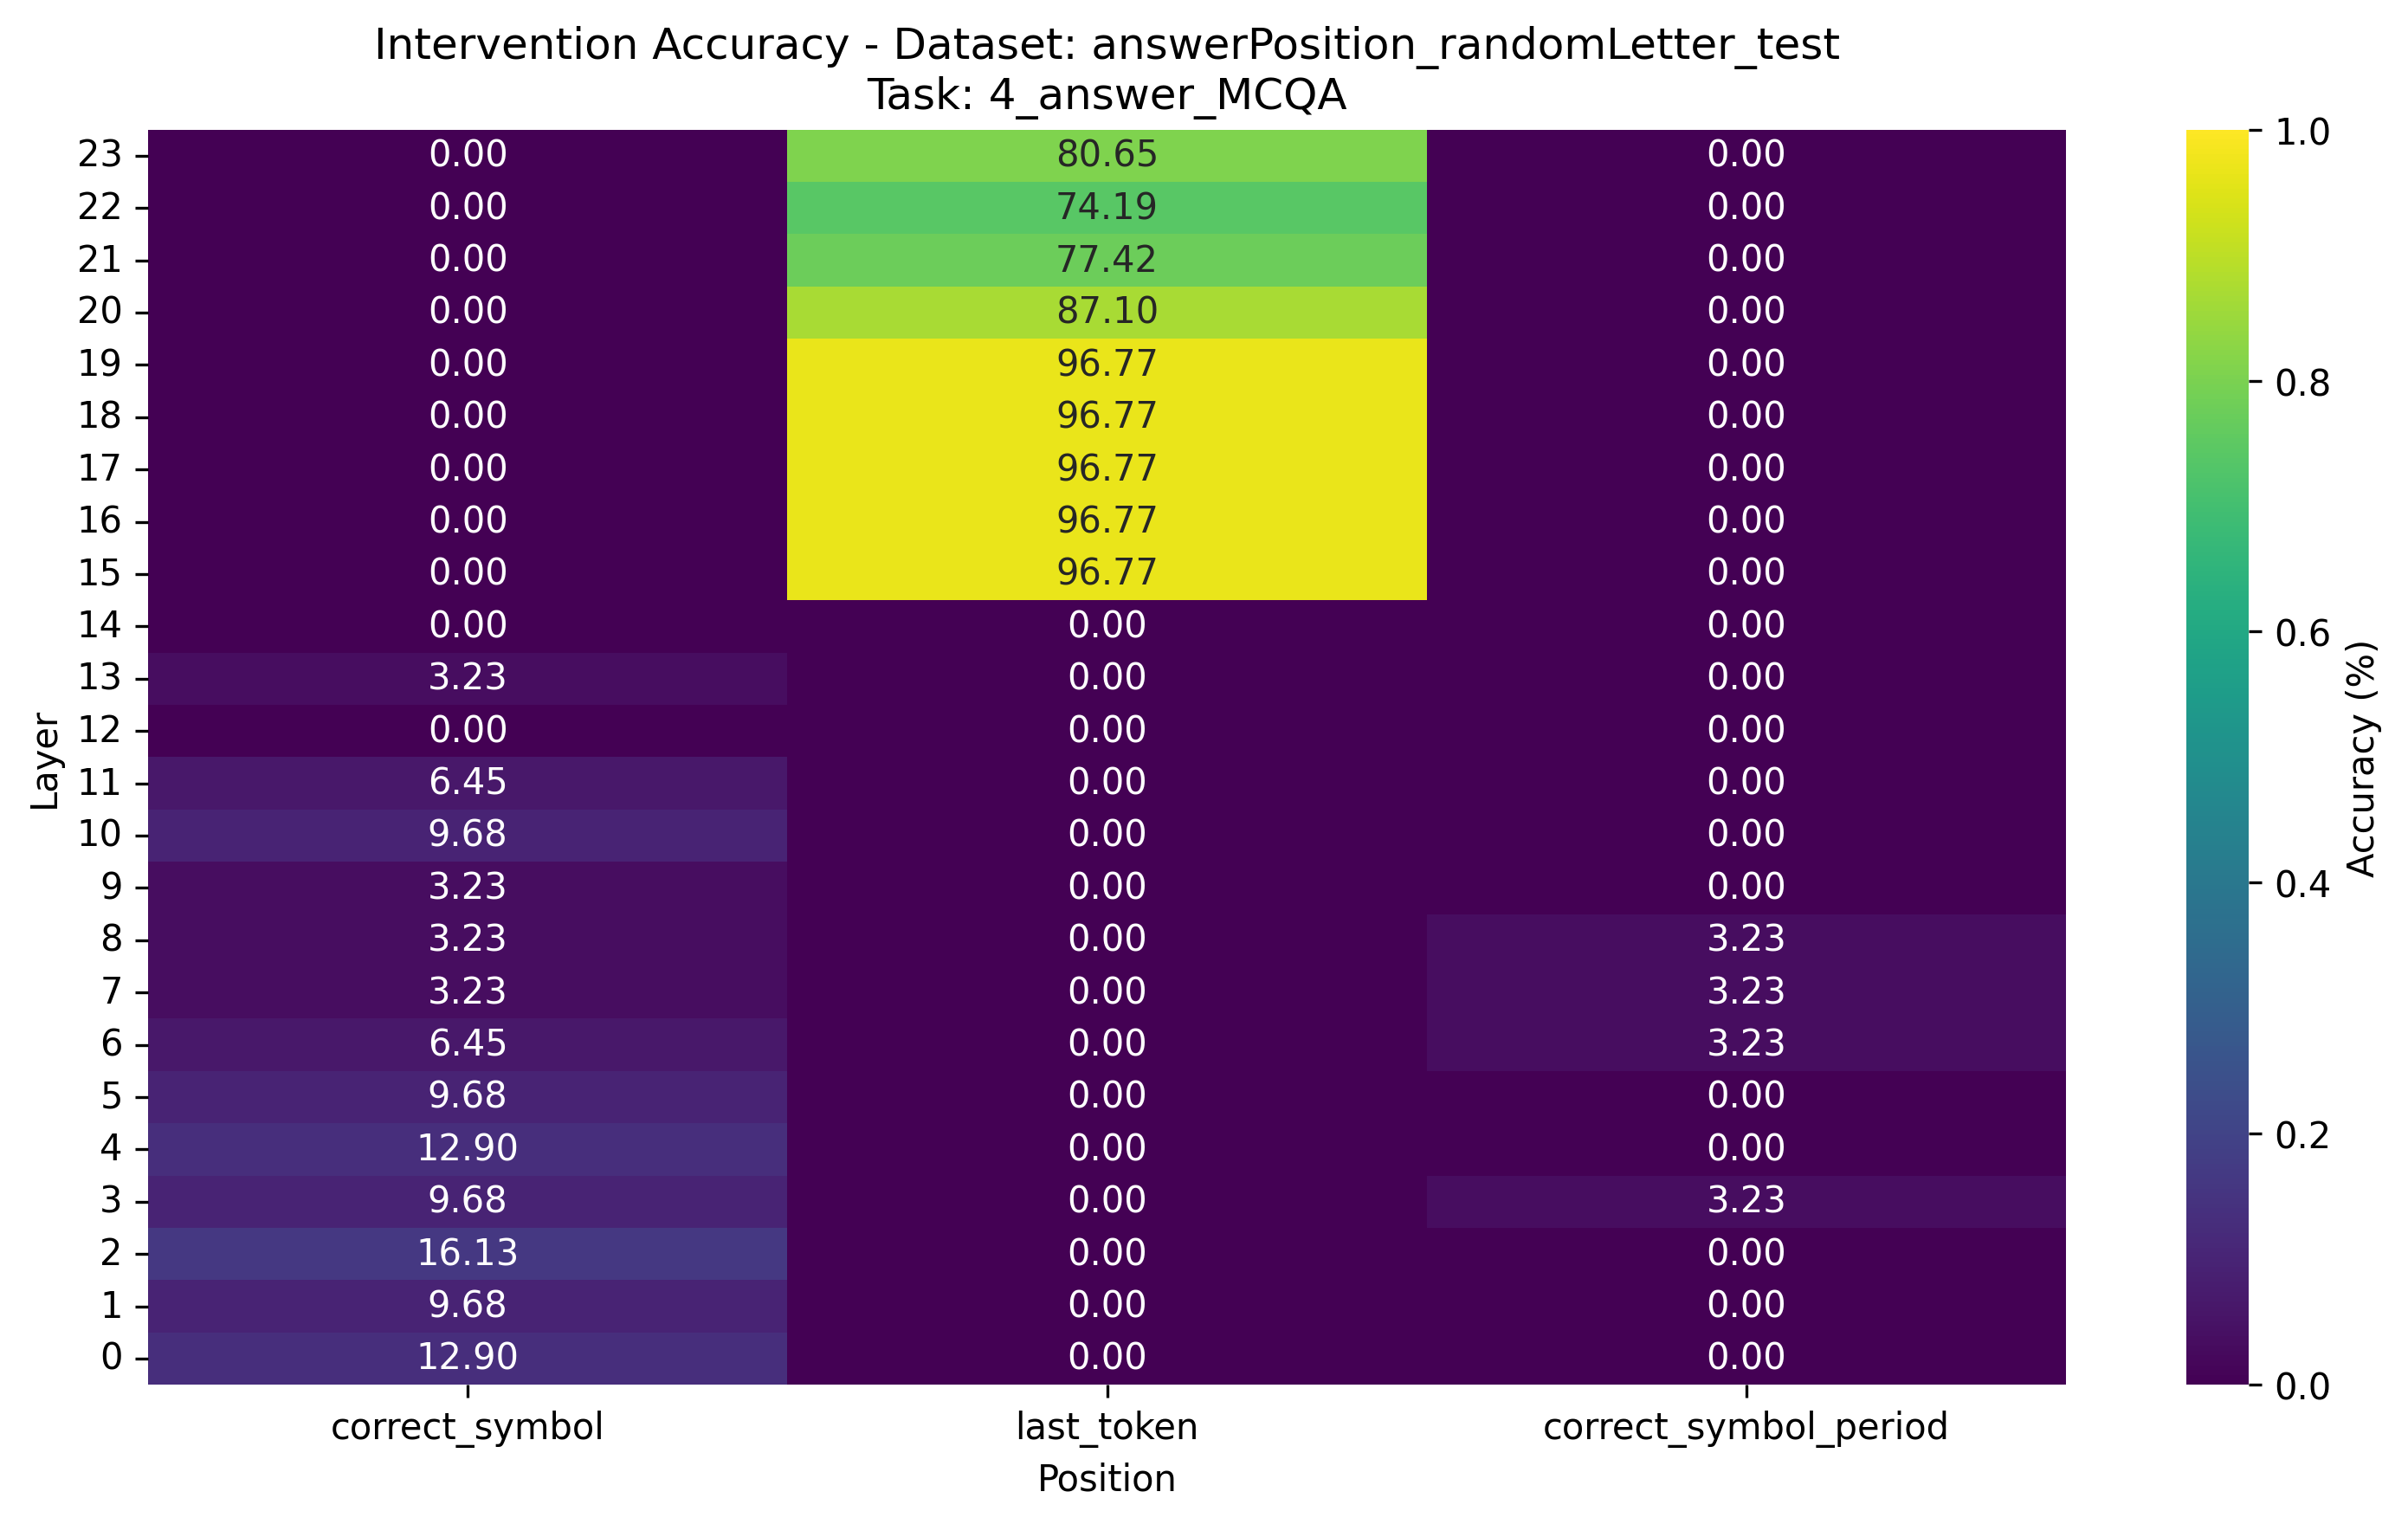 Intervention Accuracy - Dataset: answerPosition_randomLetter_test
Task: 4_answer_MCQA
23 0.00 80.65 0.00
22 0.00 74.19 0.00
21 0.00 77.42 0.00
20 0.00 87.10 0.00
19 0.00 96.77 0.00
18 0.00 96.77 0.00
17 0.00 96.77 0.00
16 0.00 96.77 0.00
15 0.00 96.77 0.00
14 0.00 0.00 0.00
13 3.23 0.00 0.00
12 0.00 0.00 0.00
11 6.45 0.00 0.00
10 9.68 0.00 0.00
9 3.23 0.00 0.00
8 3.23 0.00 3.23
7 3.23 0.00 3.23
6 6.45 0.00 3.23
5 9.68 0.00 0.00
4 12.90 0.00 0.00
3 9.68 0.00 3.23
2 16.13 0.00 0.00
1 9.68 0.00 0.00
0 12.90 0.00 0.00
correct_symbol last_token correct_symbol_period
Position
Layer
1.0
0.8
0.6
0.4
0.2
0.0
Accuracy (%)